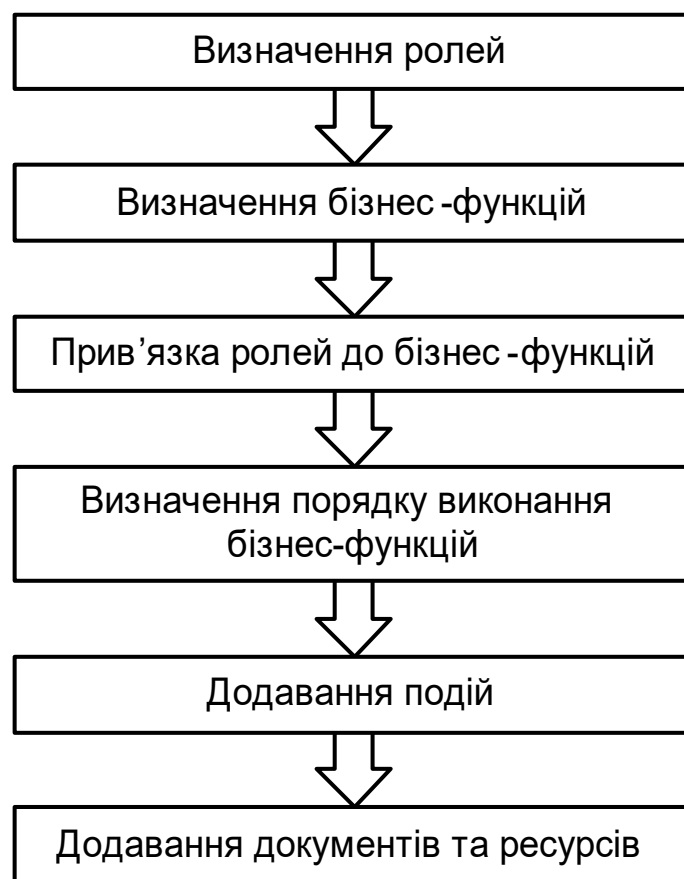 Визначення ролей
Визначення бізнес-функцій
Прив’язка ролей до бізнес-функцій
Визначення порядку виконання
бізнес-функцій
Додавання подій
Додавання документів та ресурсів